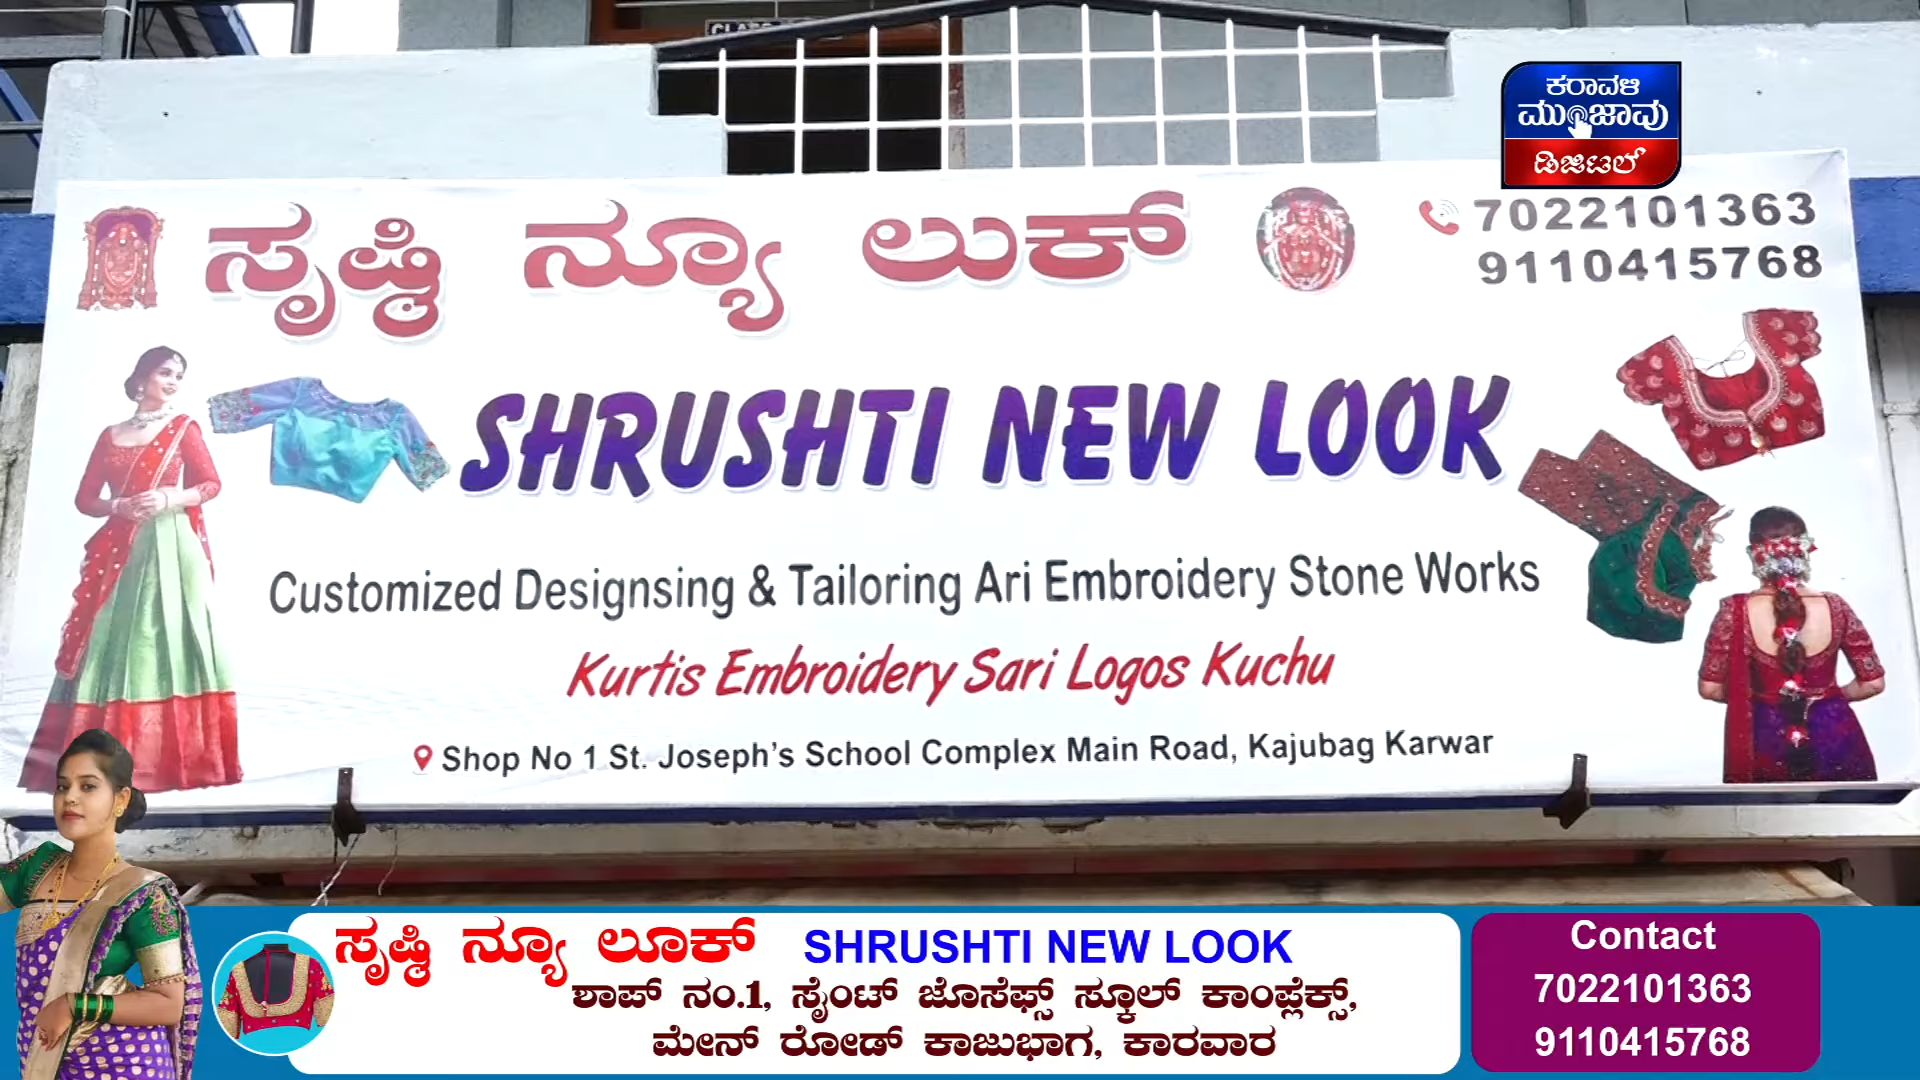 ಕರಾವಳಿ
ಮುಂಜಾವು
ಡಿಜಿಟಲ್
ಸೃಷ್ಠಿ ನ್ಯೂ ಲುಕ್
7022101363
9110415768
SHRUSHTI NEW LOOK
Customized Designsing & Tailoring Ari Embroidery Stone Works
Kurtis Embroidery Sari Logos Kuchu
Shop No 1 St. Joseph's School Complex Main Road, Kajubag Karwar
ಸೃಷ್ಠಿ ನ್ಯೂ ಲೂಕ್ SHRUSHTI NEW LOOK
ಶಾಪ್ ನಂ.1, ಸೈಂಟ್ ಜೊಸೆಫ್ಸ್ ಸ್ಕೂಲ್ ಕಾಂಪ್ಲೆಕ್ಸ್,
ಮೇನ್ ರೋಡ್ ಕಾಜುಭಾಗ, ಕಾರವಾರ
Contact
7022101363
9110415768